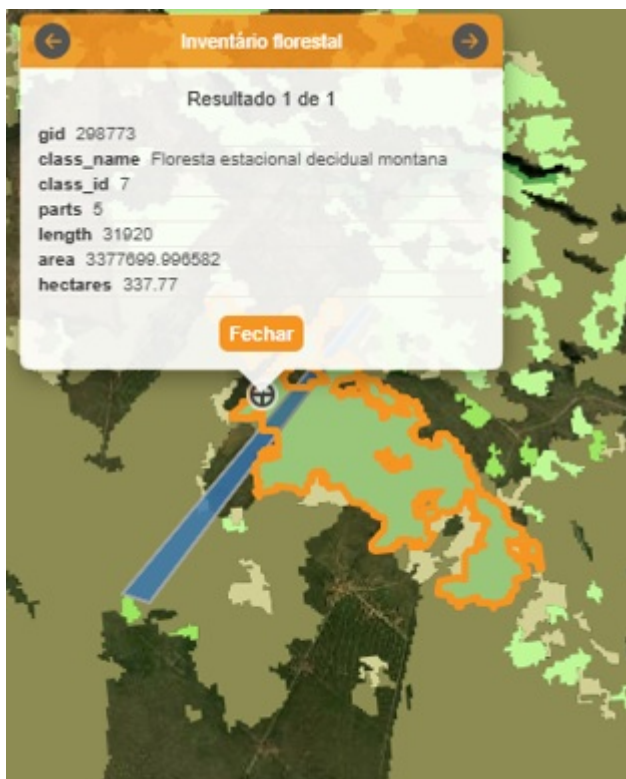 Inventário florestal
Resultado 1 de 1
gid 298773
class_name Floresta estacional decidual montana
class_id 7
parts 5
length 31920
area 3377699.996582
hectares 337.77
Fechar